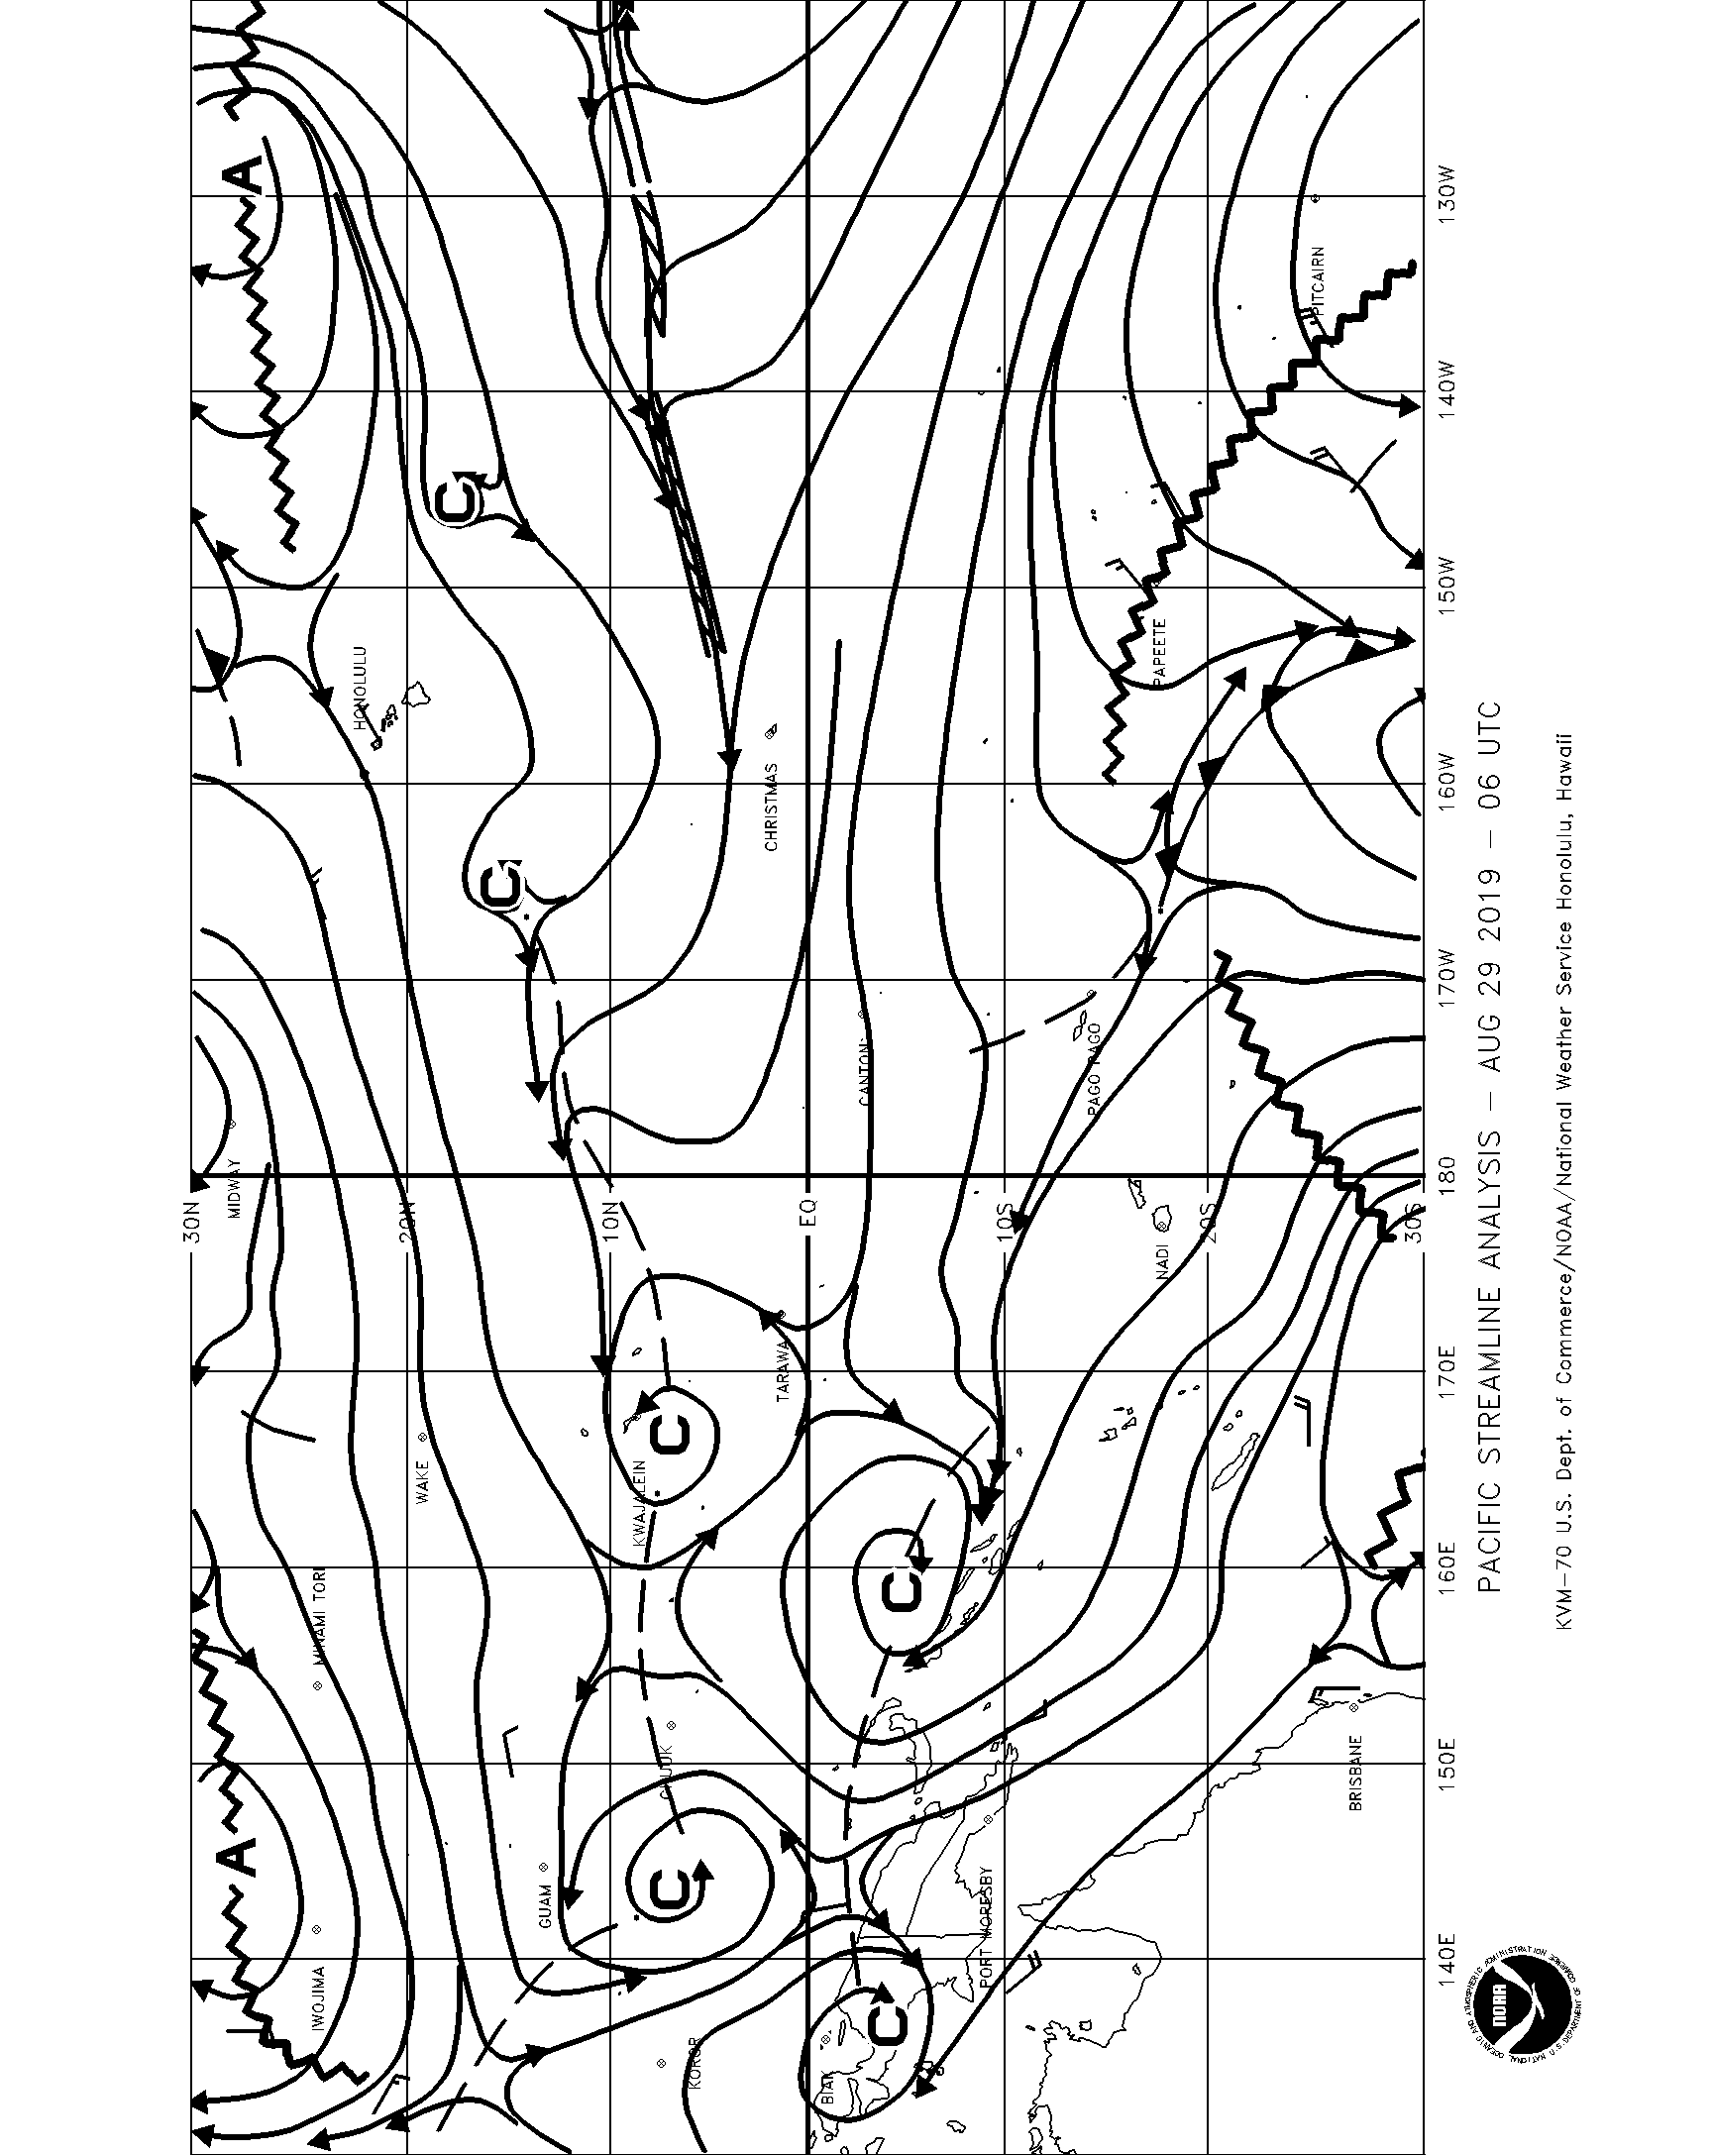 30N
20N
10N
EQ
10S
20S
30S
140E
150E
160E
170E
180
170W
160W
150W
140W
130W
A
A
C
C
C
C
C
C
IWOJIMA
MINAMI TORI
MIDWAY
HONOLULU
WAKE
GUAM
KOROR
CHUUK
KWAJALEIN
TARAWA
CHRISTMAS
BIAK
CANTON
PORT MORESBY
PAGO PAGO
NADI
PAPEETE
PITCAIRN
BRISBANE
PACIFIC STREAMLINE ANALYSIS – AUG 29 2019 – 06 UTC
KVM–70 U.S. Dept. of Commerce/NOAA/National Weather Service Honolulu, Hawaii
NATIONAL OCEANIC AND ATMOSPHERIC ADMINISTRATION
U.S. DEPARTMENT OF COMMERCE
NOAA